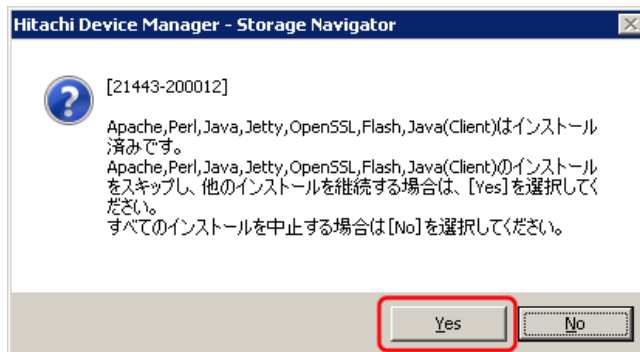 Hitachi Device Manager - Storage Navigator
[21443-200012]
Apache,Perl,Java,Jetty,OpenSSL,Flash,Java(Client)はインストール
済みです。
Apache,Perl,Java,Jetty,OpenSSL,Flash,Java(Client)のインストール
をスキップし、他のインストールを継続する場合は、[Yes]を選択してく
ださい。
すべてのインストールを中止する場合は[No]を選択してください。
Yes
No